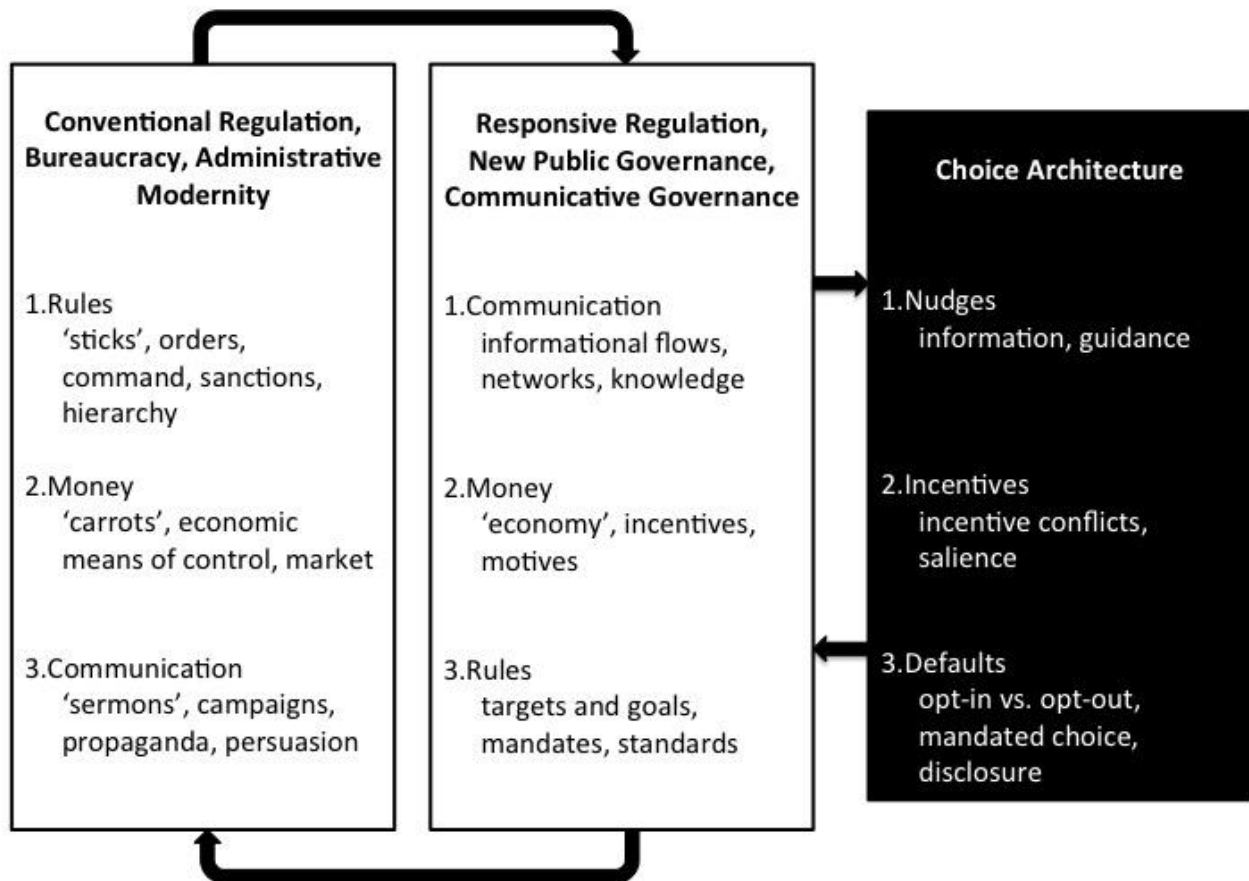 Conventional Regulation,
Bureaucracy, Administrative
Modernity
1.Rules
‘sticks’, orders,
command, sanctions,
hierarchy
2.Money
‘carrots’, economic
means of control, market
3.Communication
‘sermons’, campaigns,
propaganda, persuasion
Responsive Regulation,
New Public Governance,
Communicative Governance
1.Communication
informational flows,
networks, knowledge
2.Money
‘economy’, incentives,
motives
3.Rules
targets and goals,
mandates, standards
Choice Architecture
1.Nudges
information, guidance
2.Incentives
incentive conflicts,
salience
3.Defaults
opt-in vs. opt-out,
mandated choice,
disclosure